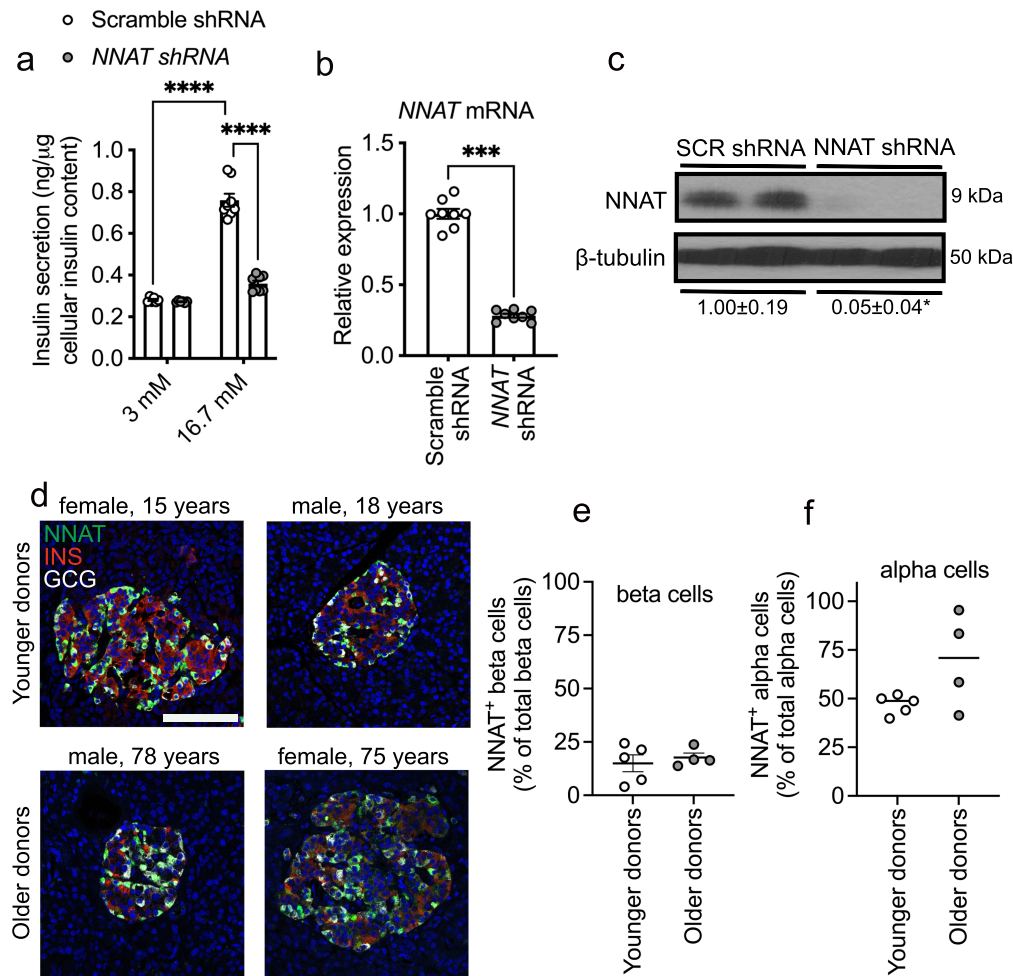 Scramble shRNA
NNAT shRNA
a
Insulin secretion (ng/µg
cellular insulin content)
1.0
0.8
0.6
0.4
0.2
0.0
****
****
3 mM
16.7 mM
b
NNAT mRNA
Relative expression
1.5
1.0
0.5
0.0
***
Scramble
shRNA
NNAT
shRNA
c
SCR shRNA NNAT shRNA
NNAT 9 kDa
β-tubulin 50 kDa
1.00±0.19 0.05±0.04*
d
Younger donors
female, 15 years
NNAT
INS
GCG
male, 18 years
Older donors
male, 78 years
female, 75 years
e
beta cells
NNAT+ beta cells
(% of total beta cells)
100
75
50
25
0
Younger donors
Older donors
f
alpha cells
NNAT+ alpha cells
(% of total alpha cells)
100
75
50
25
0
Younger donors
Older donors